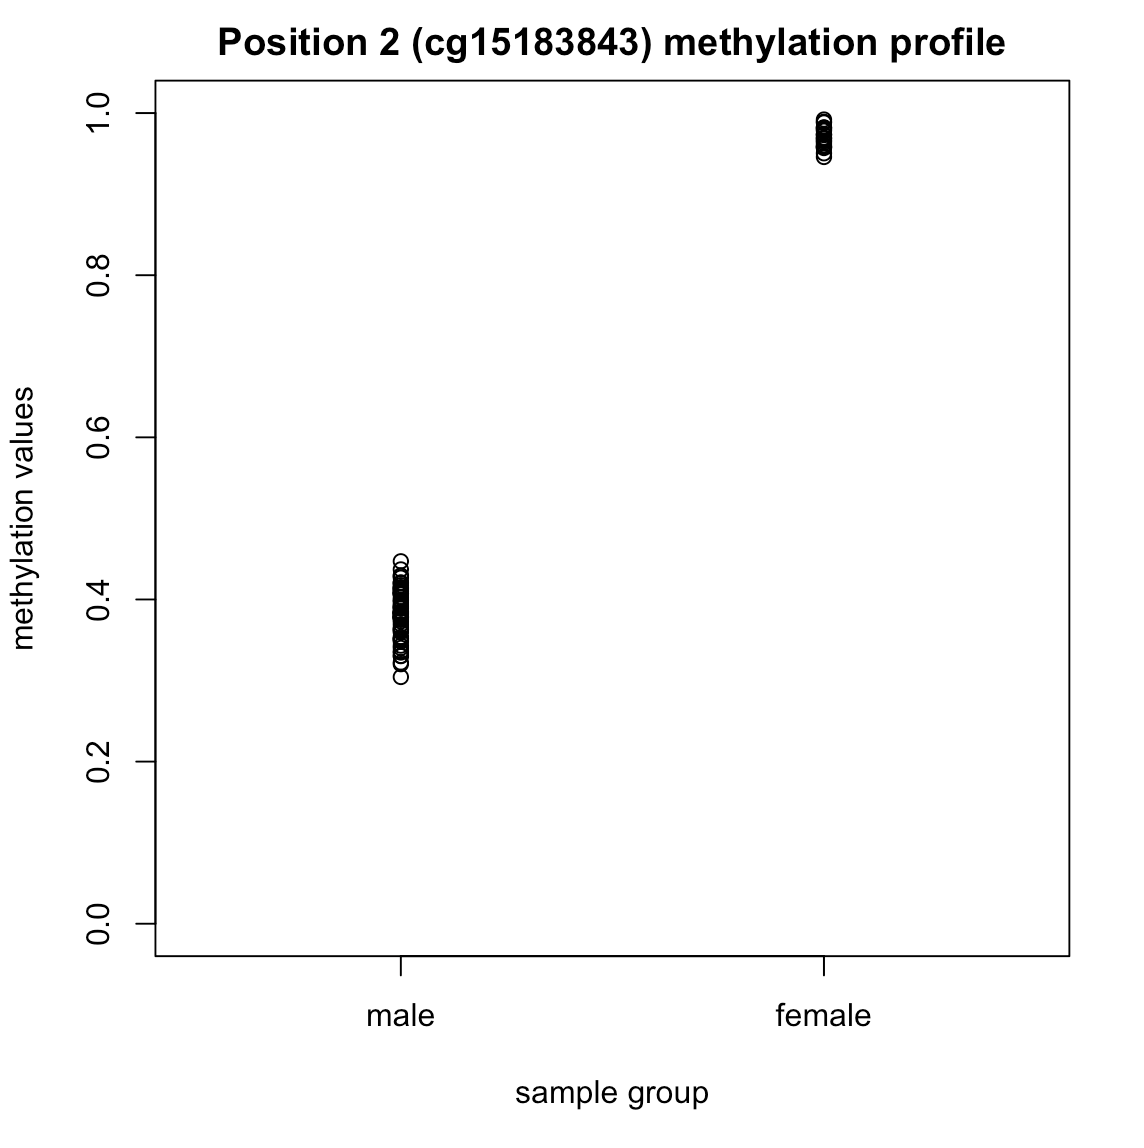 Position 2 (cg15183843) methylation profile
1.0
0.8
0.6
0.4
0.2
0.0
methylation values
male
female
sample group